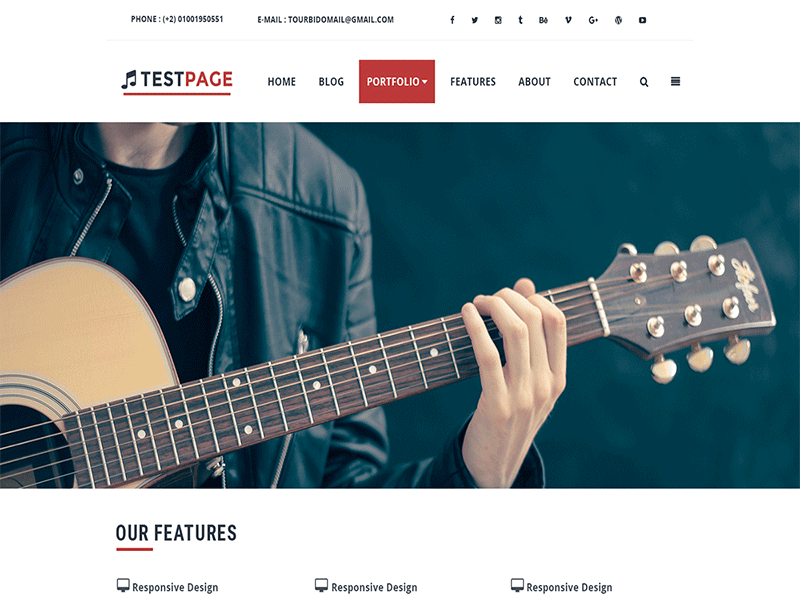 PHONE : (+2) 01001950551 E-MAIL : TOURBIDOMAIL@GMAIL.COM
TESTPAGE HOME BLOG PORTFOLIO FEATURES ABOUT CONTACT
Höfner
OUR FEATURES
Responsive Design Responsive Design Responsive Design